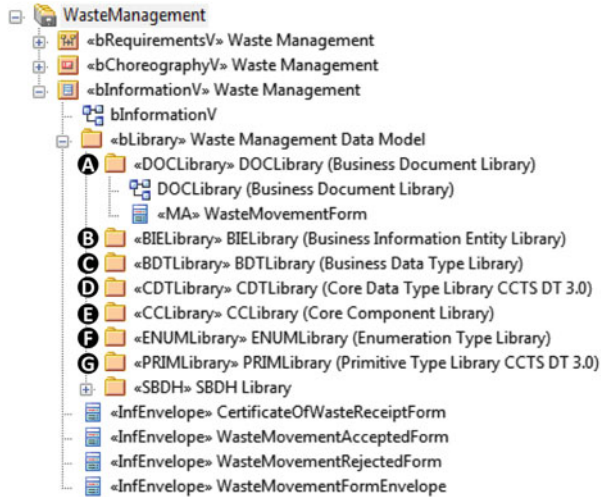 WasteManagement
«bRequirementsV» Waste Management
«bChoreographyV» Waste Management
«bInformationV» Waste Management
bInformationV
«bLibrary» Waste Management Data Model
A «DOCLibrary» DOCLibrary (Business Document Library)
DOCLibrary (Business Document Library)
«MA» WasteMovementForm
B «BIELibrary» BIELibrary (Business Information Entity Library)
C «BDTLibrary» BDTLibrary (Business Data Type Library)
D «CDTLibrary» CDTLibrary (Core Data Type Library CCTS DT 3.0)
E «CCLibrary» CCLibrary (Core Component Library)
F «ENUMLibrary» ENUMLibrary (Enumeration Type Library)
G «PRIMLibrary» PRIMLibrary (Primitive Type Library CCTS DT 3.0)
«SBDH» SBDH Library
«InfEnvelope» CertificateOfWasteReceiptForm
«InfEnvelope» WasteMovementAcceptedForm
«InfEnvelope» WasteMovementRejectedForm
«InfEnvelope» WasteMovementFormEnvelope